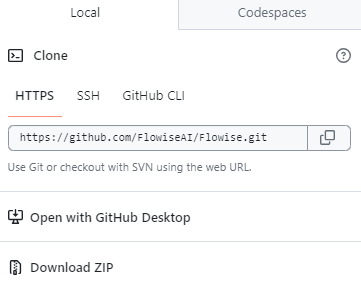 Local Codespaces
Clone
HTTPS SSH GitHub CLI
https://github.com/FlowiseAI/Flowise.git
Use Git or checkout with SVN using the web URL.
Open with GitHub Desktop
Download ZIP